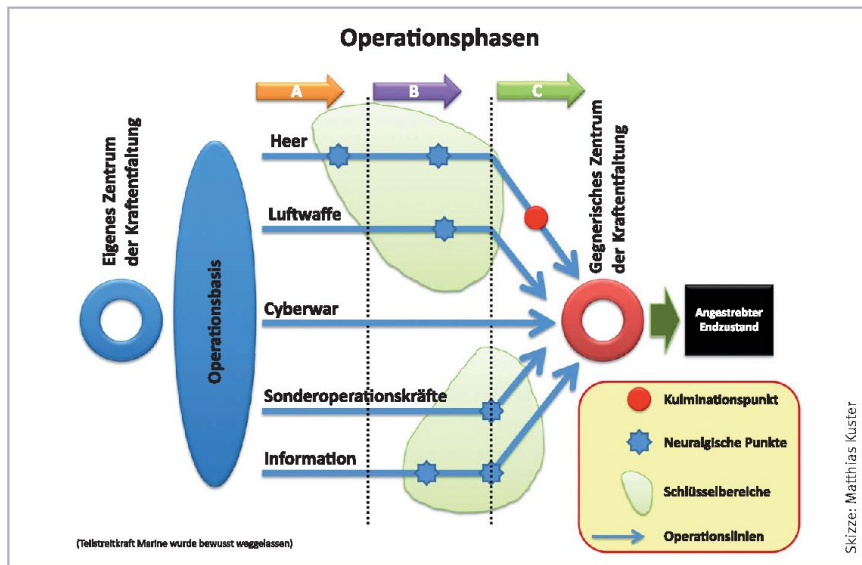 Operationsphasen
A
B
C
Eigenes Zentrum
der Kraftentfaltung
Operationsbasis
Heer
Luftwaffe
Cyberwar
Sonderoperationskräfte
Information
Gegnerisches Zentrum
der Kraftentfaltung
Angestrebter
Endzustand
Kulminationspunkt
Neuralgische Punkte
Schlüsselbereiche
Operationslinien
(Teilstreitkraft Marine wurde bewusst weggelassen)
Skizze: Matthias Kuster